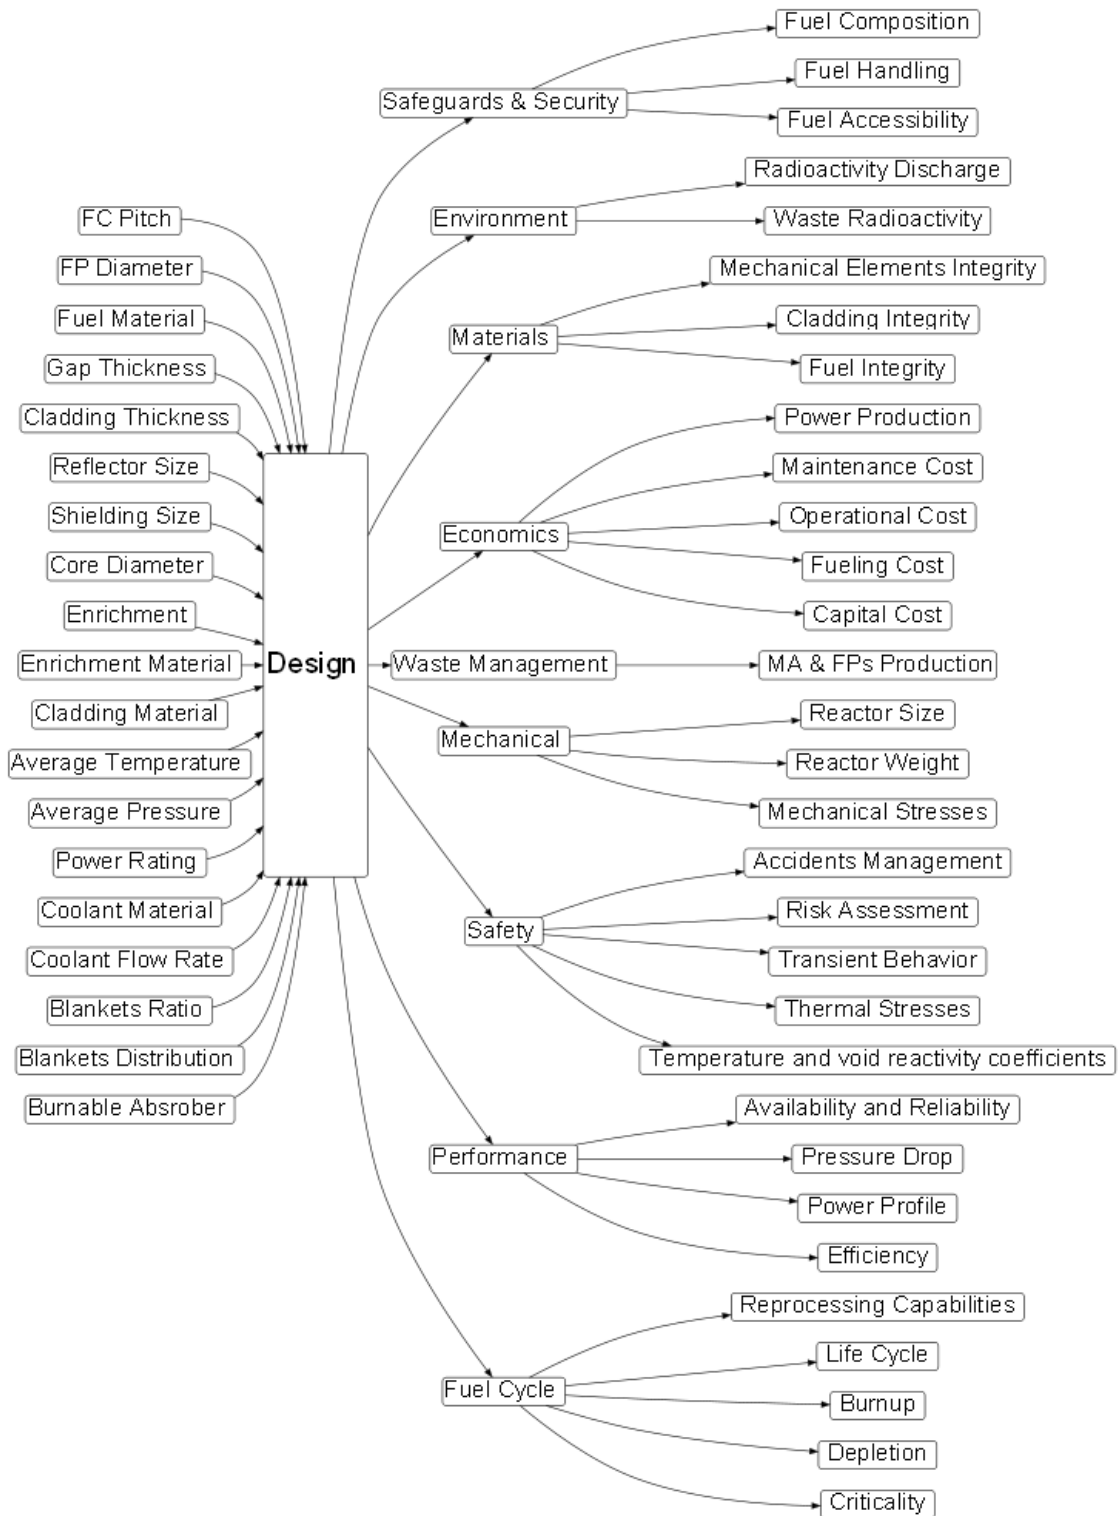 Fuel Composition
Fuel Handling
Safeguards & Security
Fuel Accessibility
Radioactivity Discharge
FC Pitch
Environment
Waste Radioactivity
FP Diameter
Mechanical Elements Integrity
Fuel Material
Cladding Integrity
Materials
Gap Thickness
Fuel Integrity
Cladding Thickness
Power Production
Reflector Size
Maintenance Cost
Shielding Size
Operational Cost
Economics
Core Diameter
Fueling Cost
Enrichment
Capital Cost
Enrichment Material
Design
Waste Management
MA & FPs Production
Cladding Material
Reactor Size
Mechanical
Average Temperature
Reactor Weight
Average Pressure
Mechanical Stresses
Power Rating
Accidents Management
Coolant Material
Risk Assessment
Safety
Coolant Flow Rate
Transient Behavior
Blankets Ratio
Thermal Stresses
Blankets Distribution
Temperature and void reactivity coefficients
Burnable Absrober
Availability and Reliability
Performance
Pressure Drop
Power Profile
Efficiency
Reprocessing Capabilities
Life Cycle
Fuel Cycle
Burnup
Depletion
Criticality